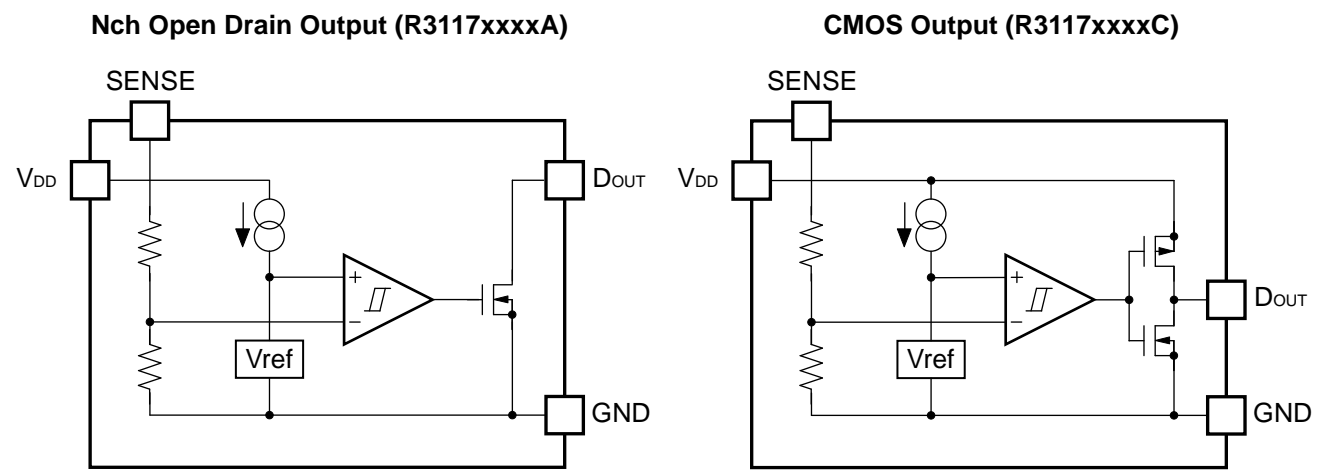 Nch Open Drain Output (R3117xxxxA)
SENSE
VDD
DOUT
+
−
Vref
GND
CMOS Output (R3117xxxxC)
SENSE
VDD
+
−
DOUT
Vref
GND